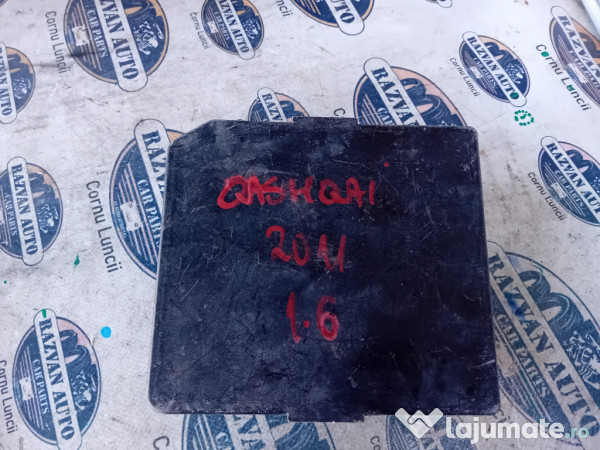 RAZVAN AUTO
CAR PARTS
Cornu Luncii
QASHQAI
2011
1.6
lajumate.ro